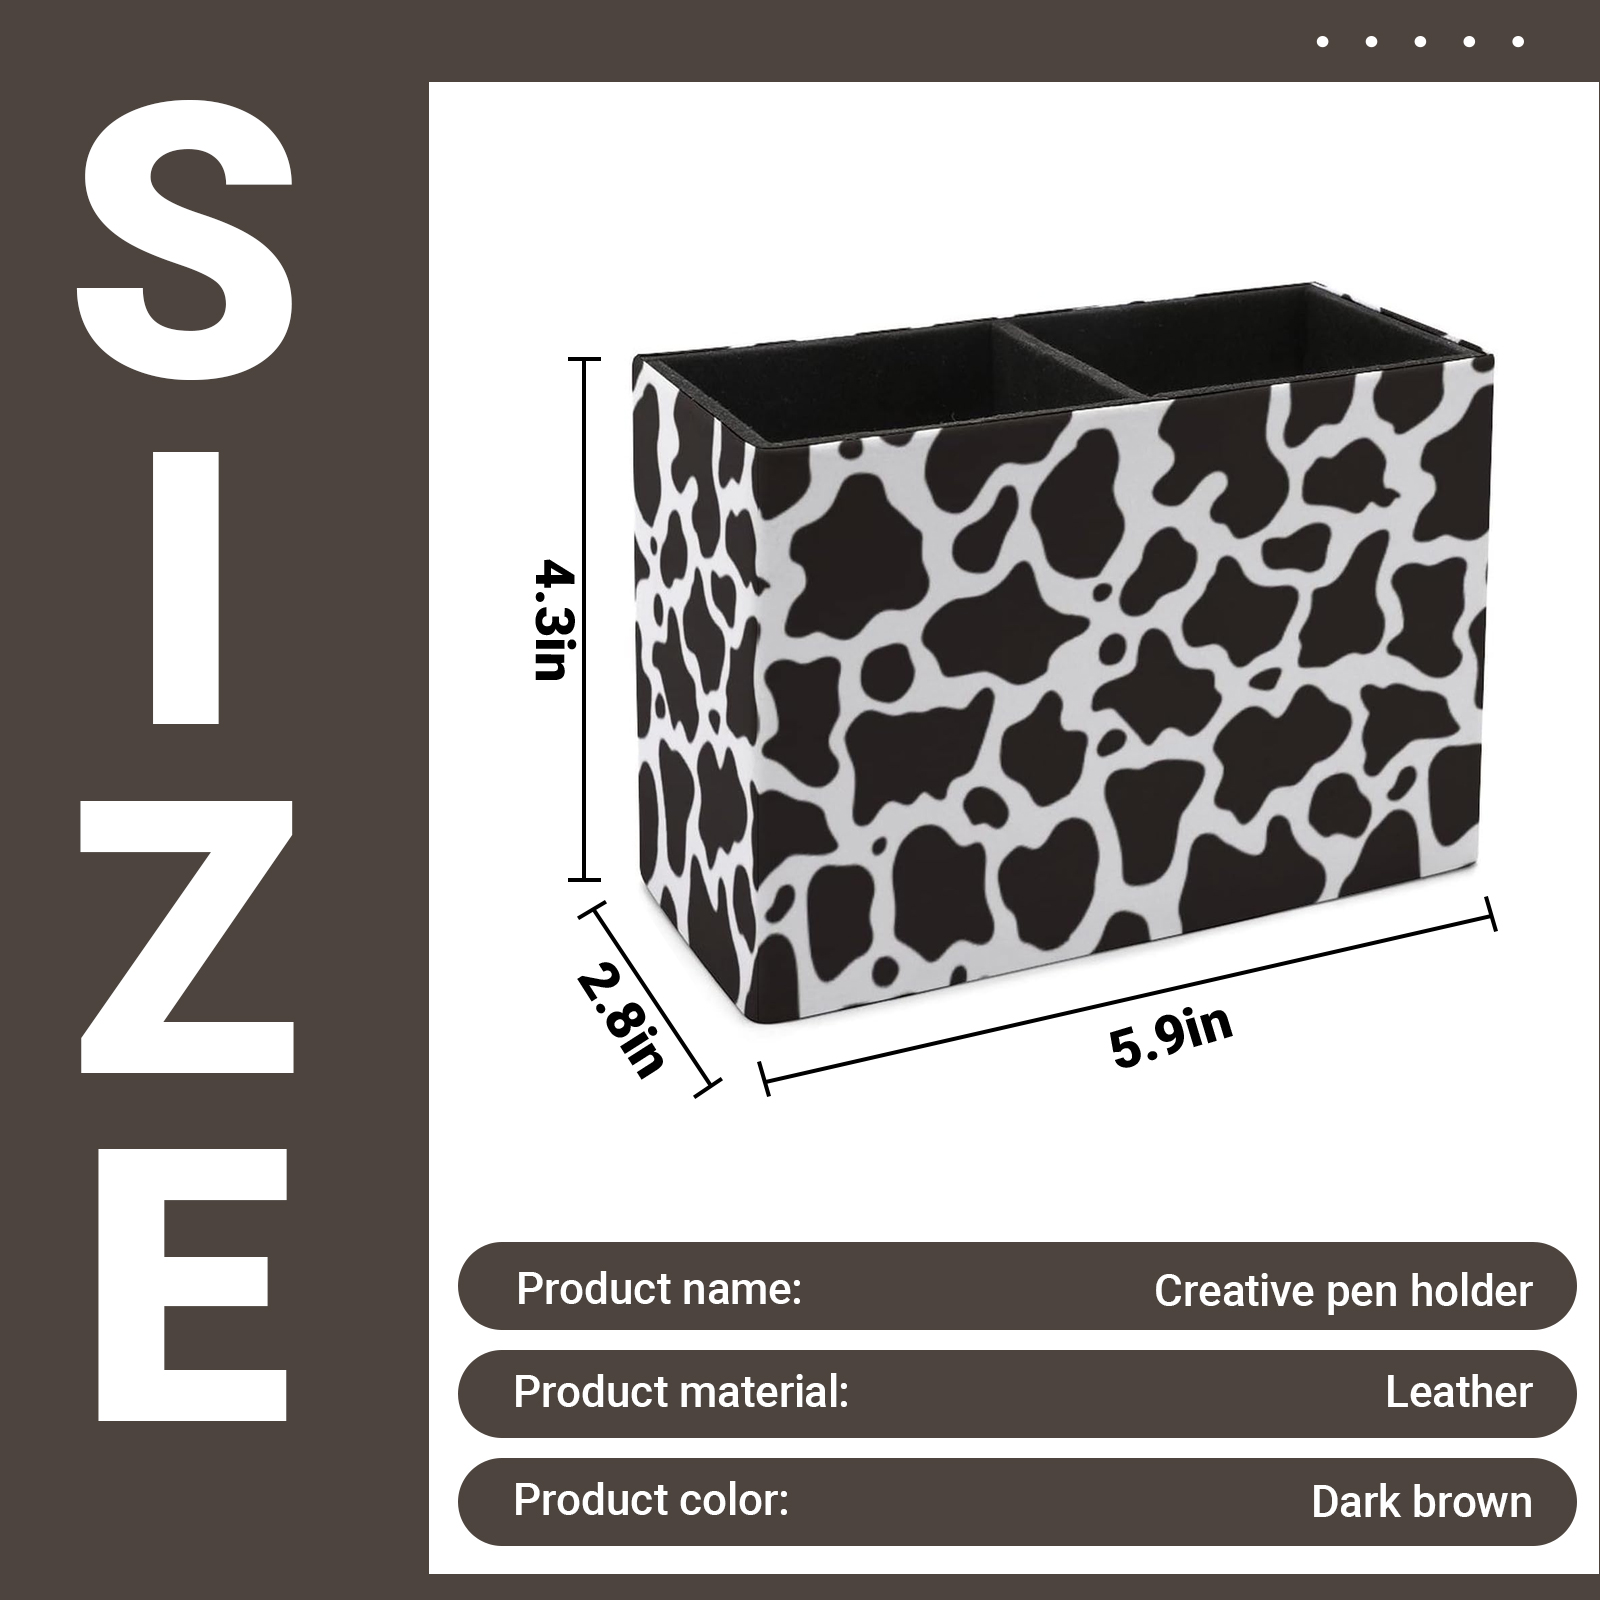 SIZE
4.3in
2.8in
5.9in
Product name: Creative pen holder
Product material: Leather
Product color: Dark brown